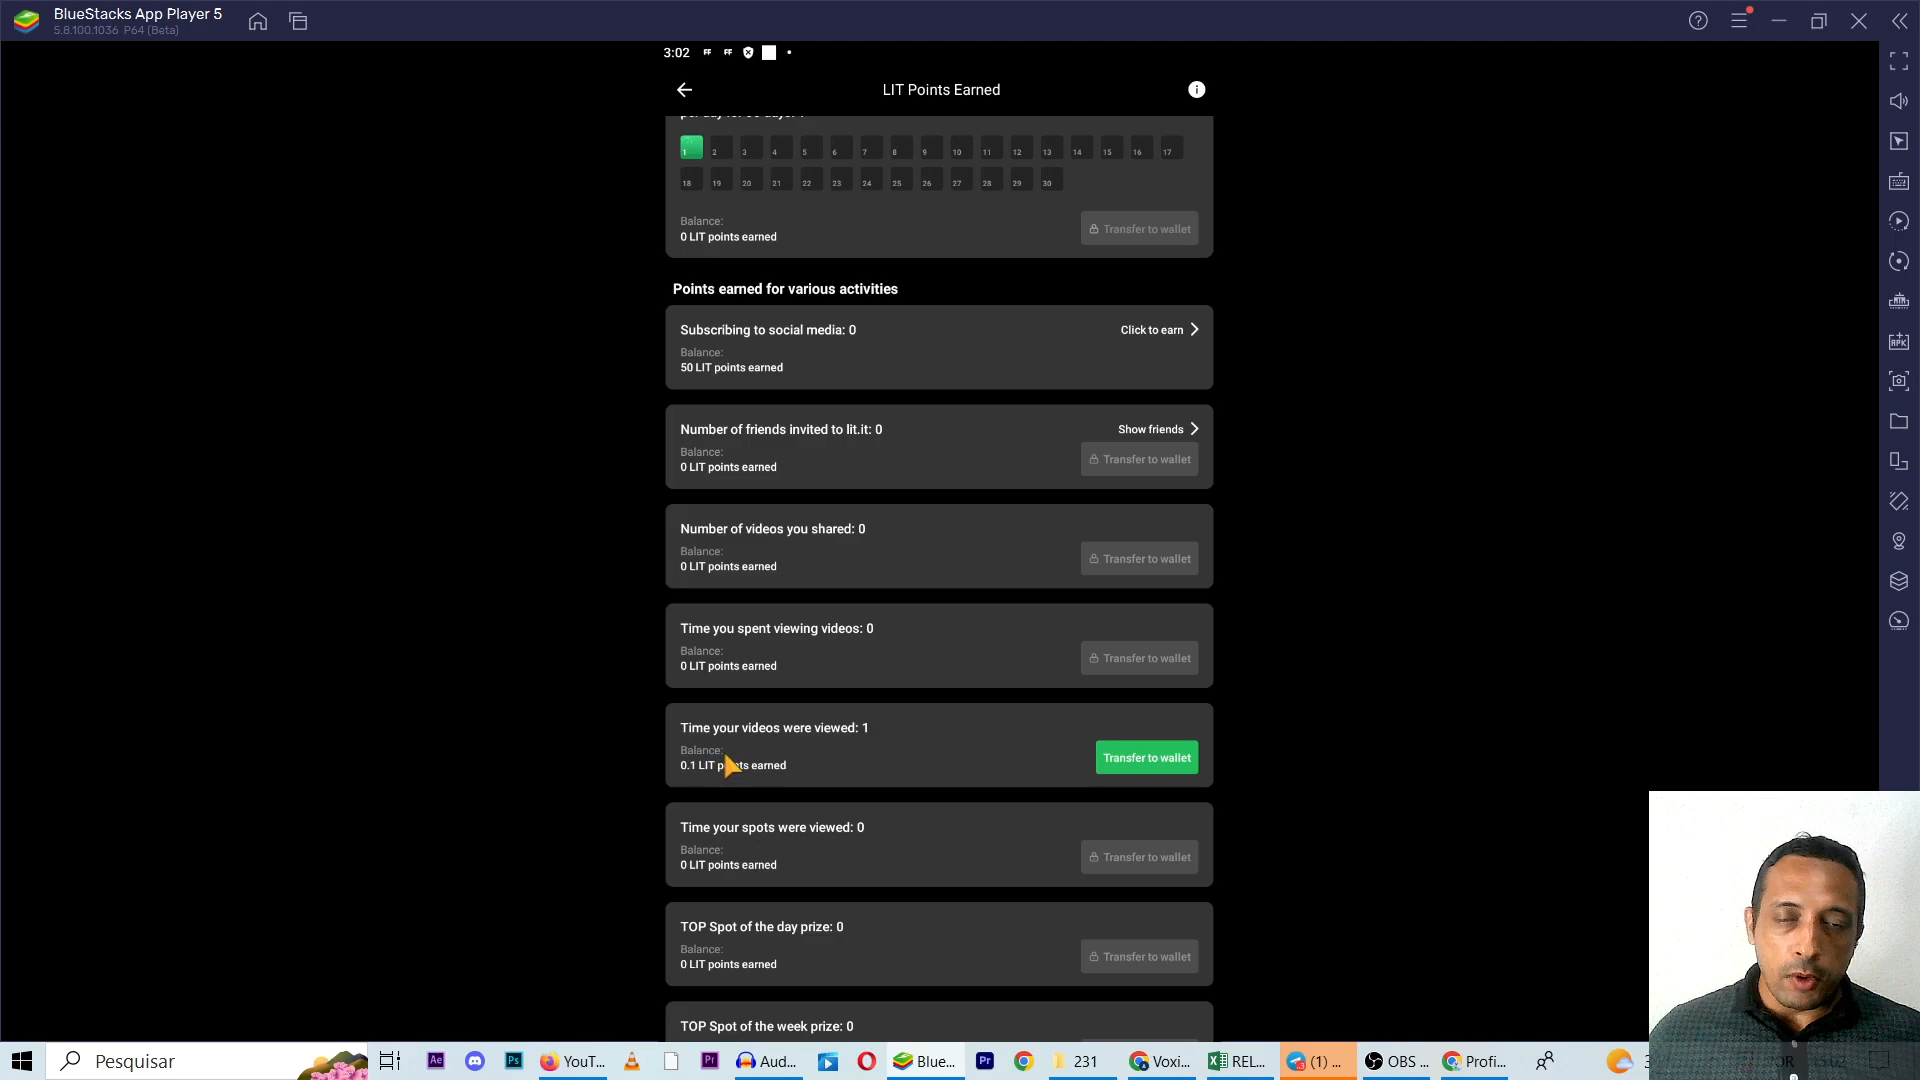 BlueStacks App Player 5
5.8.100.1036 P64 (Beta)
3:02
LIT Points Earned
1 2 3 4 5 6 7 8 9 10 11 12 13 14 15 16 17
18 19 20 21 22 23 24 25 26 27 28 29 30
Balance:
0 LIT points earned
Transfer to wallet
Points earned for various activities
Subscribing to social media: 0
Click to earn
Balance:
50 LIT points earned
Number of friends invited to lit.it: 0
Show friends
Balance:
0 LIT points earned
Transfer to wallet
Number of videos you shared: 0
Balance:
0 LIT points earned
Transfer to wallet
Time you spent viewing videos: 0
Balance:
0 LIT points earned
Transfer to wallet
Time your videos were viewed: 1
Balance:
0.1 LIT points earned
Transfer to wallet
Time your spots were viewed: 0
Balance:
0 LIT points earned
Transfer to wallet
TOP Spot of the day prize: 0
Balance:
0 LIT points earned
Transfer to wallet
TOP Spot of the week prize: 0
Pesquisar
Ae
Ps
YouT...
Pr
Aud...
Blue...
Pr
231
Voxi...
REL...
(1) ...
OBS ...
Profi...